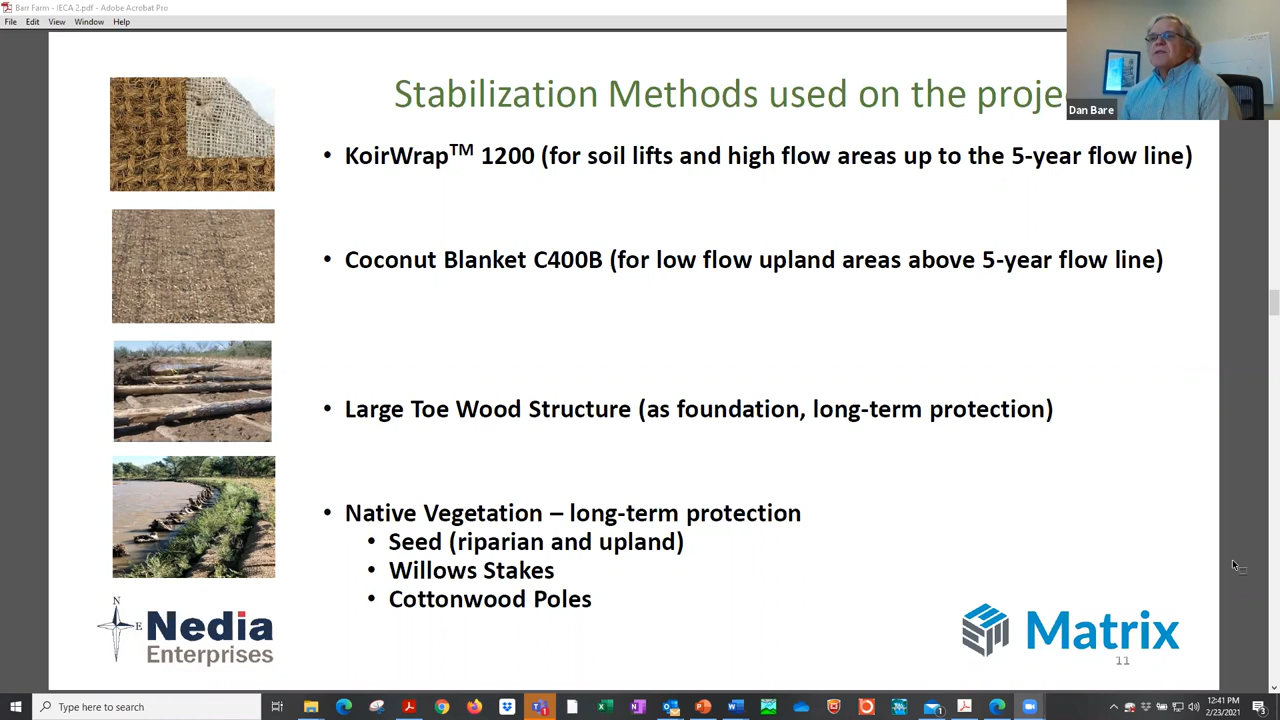 Barr Farm - IECA 2.pdf - Adobe Acrobat Pro
File Edit View Window Help
Dan Bare
Stabilization Methods used on the proje
• KoirWrap™ 1200 (for soil lifts and high flow areas up to the 5-year flow line)
• Coconut Blanket C400B (for low flow upland areas above 5-year flow line)
• Large Toe Wood Structure (as foundation, long-term protection)
• Native Vegetation – long-term protection
• Seed (riparian and upland)
• Willows Stakes
• Cottonwood Poles
N
E
Nedia
Enterprises
Matrix
11
Type here to search
12:41 PM
2/23/2021